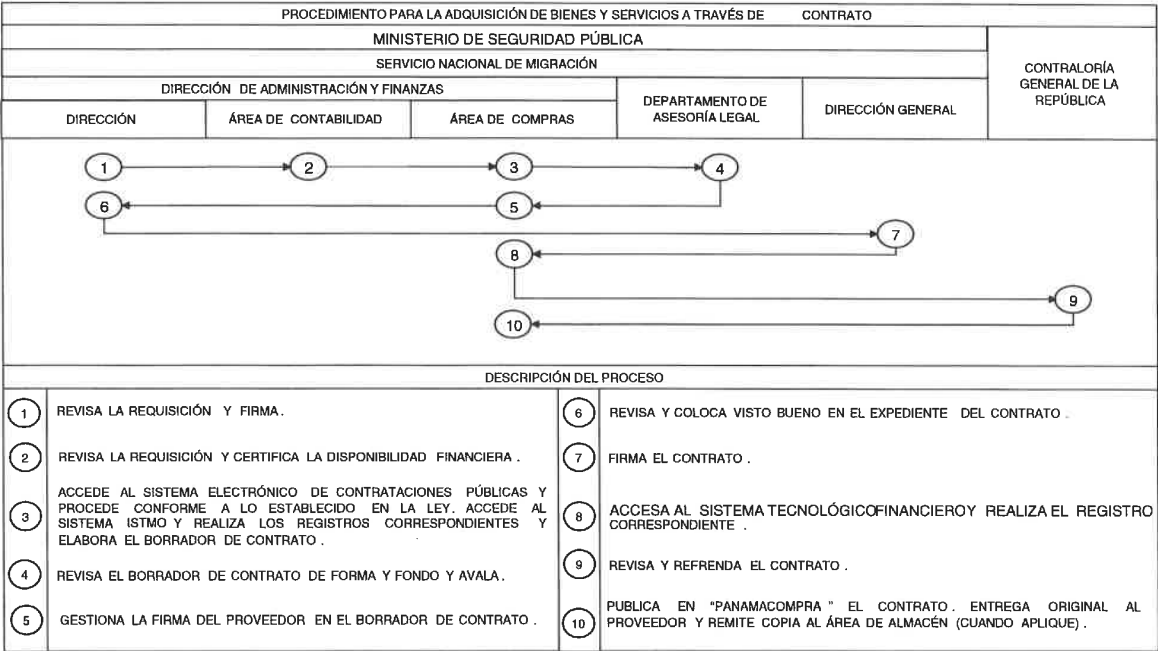 PROCEDIMIENTO PARA LA ADQUISICIÓN DE BIENES Y SERVICIOS A TRAVÉS DE CONTRATO
MINISTERIO DE SEGURIDAD PÚBLICA
SERVICIO NACIONAL DE MIGRACIÓN
CONTRALORÍA
GENERAL DE LA
REPÚBLICA
DIRECCIÓN DE ADMINISTRACIÓN Y FINANZAS
DEPARTAMENTO DE
ASESORÍA LEGAL
DIRECCIÓN GENERAL
DIRECCIÓN
ÁREA DE CONTABILIDAD
ÁREA DE COMPRAS
1
2
3
4
6
5
7
8
9
10
DESCRIPCIÓN DEL PROCESO
1 REVISA LA REQUISICIÓN Y FIRMA.
2 REVISA LA REQUISICIÓN Y CERTIFICA LA DISPONIBILIDAD FINANCIERA .
3 ACCEDE AL SISTEMA ELECTRÓNICO DE CONTRATACIONES PÚBLICAS Y
PROCEDE CONFORME A LO ESTABLECIDO EN LA LEY. ACCEDE AL
SISTEMA ISTMO Y REALIZA LOS REGISTROS CORRESPONDIENTES Y
ELABORA EL BORRADOR DE CONTRATO .
4 REVISA EL BORRADOR DE CONTRATO DE FORMA Y FONDO Y AVALA.
5 GESTIONA LA FIRMA DEL PROVEEDOR EN EL BORRADOR DE CONTRATO .
6 REVISA Y COLOCA VISTO BUENO EN EL EXPEDIENTE DEL CONTRATO .
7 FIRMA EL CONTRATO .
8 ACCESA AL SISTEMA TECNOLÓGICOFINANCIEROY REALIZA EL REGISTRO
CORRESPONDIENTE .
9 REVISA Y REFRENDA EL CONTRATO .
10 PUBLICA EN "PANAMACOMPRA " EL CONTRATO . ENTREGA ORIGINAL AL
PROVEEDOR Y REMITE COPIA AL ÁREA DE ALMACÉN (CUANDO APLIQUE) .